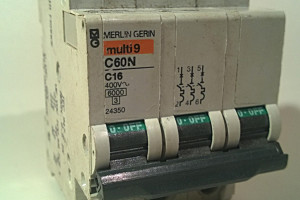 MERLIN GERIN
multi 9
C60N
C16
400V~
6000
3
24350
1 3 5
2 4 6
0·OFF 0·OFF 0·OFF